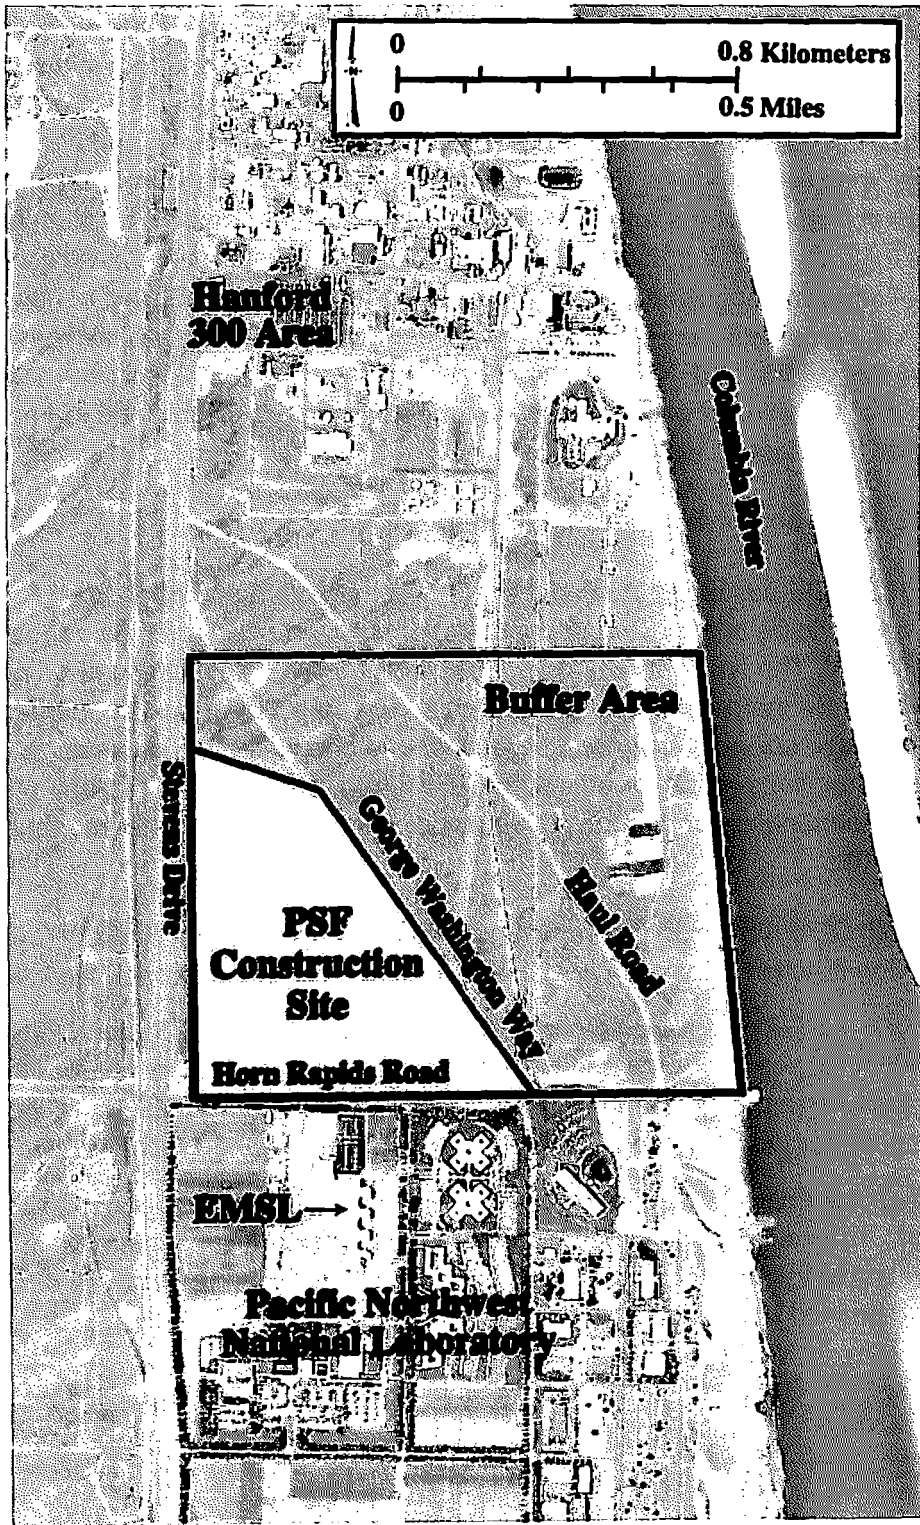 0
0.8 Kilometers
N
0
0.5 Miles
Hanford
300 Area
Columbia River
Buffer Area
Stevens Drive
George Washington Way
Haul Road
PSF
Construction
Site
Horn Rapids Road
EMSL
Pacific Northwest
National Laboratory